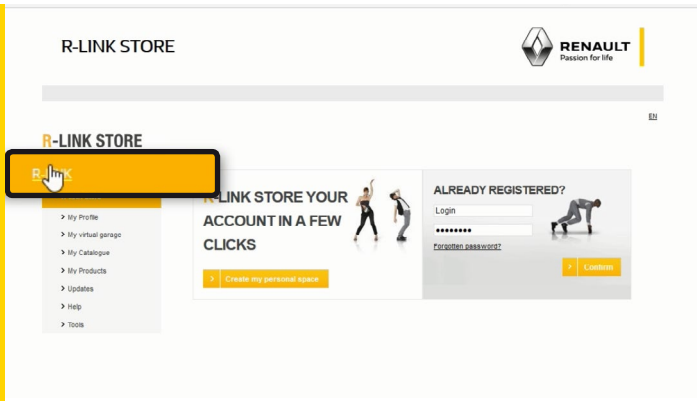 R-LINK STORE
RENAULT
Passion for life
EN
R-LINK STORE
R-LINK STORE YOUR
ACCOUNT IN A FEW
CLICKS
> Create my personal space
ALREADY REGISTERED?
Login
••••••••
Forgotten password?
> Confirm
> My Profile
> My virtual garage
> My Catalogue
> My Products
> Updates
> Help
> Tools